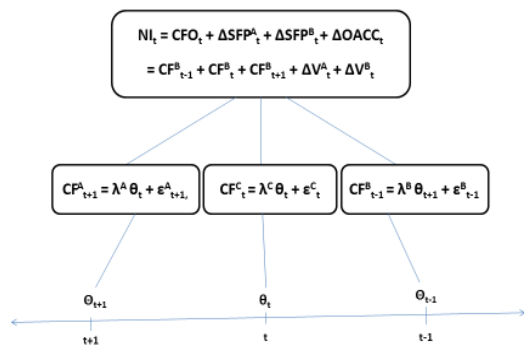 NIₜ = CFOₜ + ΔSFPᴬₜ + ΔSFPᴮₜ + ΔOACCₜ
= CFᴮₜ₋₁ + CFᴮₜ + CFᴮₜ₊₁ + ΔVᴬₜ + ΔVᴮₜ
CFᴬₜ₊₁ = λᴬ θₜ + εᴬₜ₊₁,
CFᶜₜ = λᶜ θₜ + εᶜₜ
CFᴮₜ₋₁ = λᴮ θₜ₊₁ + εᴮₜ₋₁
Θₜ₊₁
θₜ
Θₜ₋₁
t+1
t
t-1